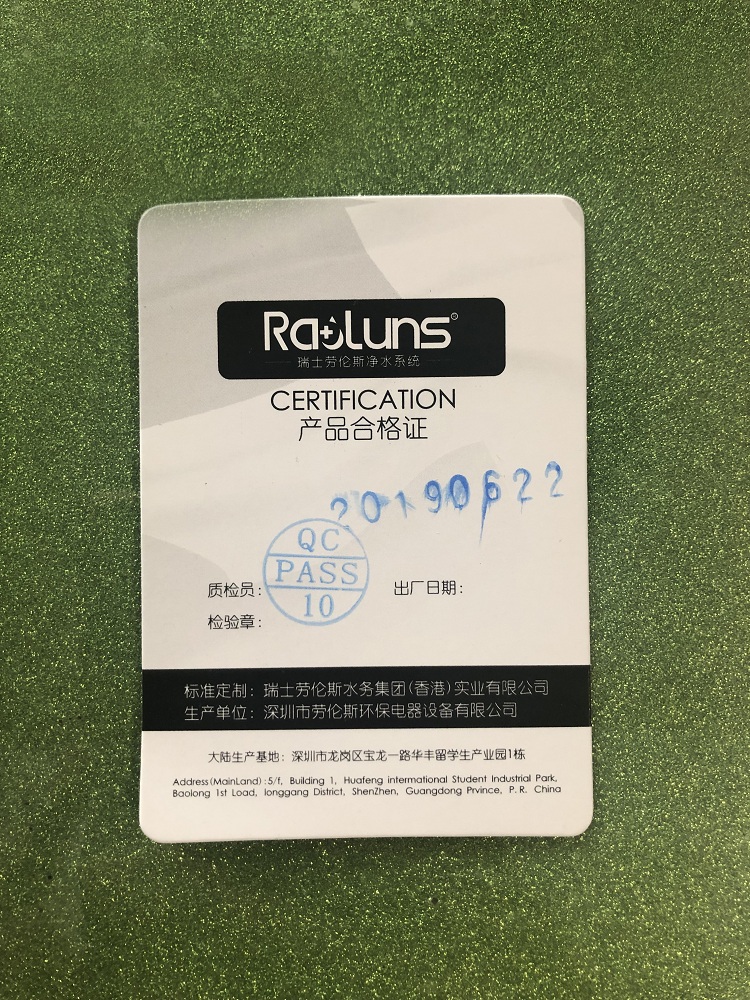 RaoLuns®
瑞士劳伦斯净水系统
CERTIFICATION
产品合格证
20190622
QC
PASS
10
质检员:
出厂日期:
检验章:
标准定制: 瑞士劳伦斯水务集团(香港)实业有限公司
生产单位: 深圳市劳伦斯环保电器设备有限公司
大陆生产基地: 深圳市龙岗区宝龙一路华丰留学生产业园1栋
Address(MainLand):5/f, Building 1, Huafeng international Student Industrial Park,
Baolong 1st Load, longgang District, ShenZhen, Guangdong Prvince, P.R. China